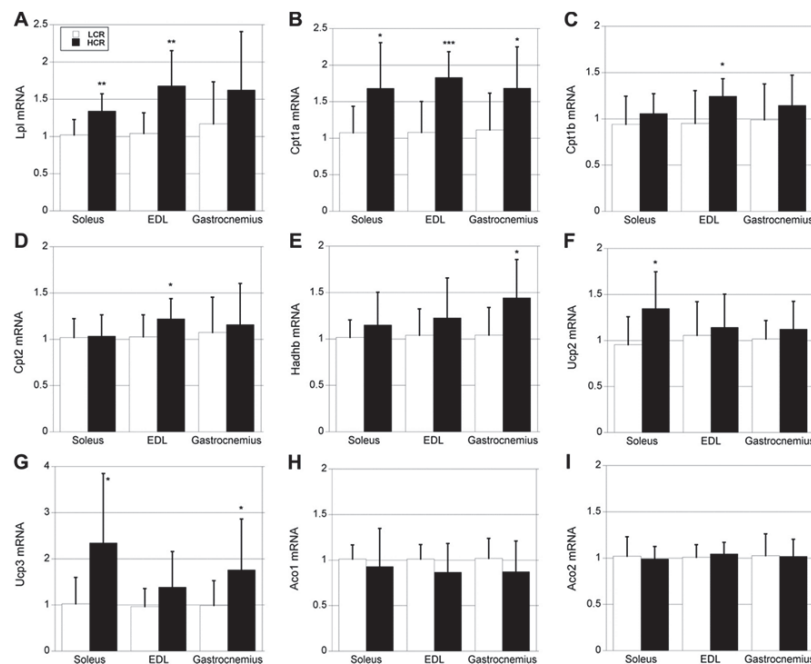 A
LCR
HCR
Lpl mRNA
2.5
2
1.5
1
0.5
0
**
**
Soleus EDL Gastrocnemius
B
Cpt1a mRNA
2.5
2
1.5
1
0.5
0
*
***
*
Soleus EDL Gastrocnemius
C
Cpt1b mRNA
2
1.5
1
0.5
0
*
Soleus EDL Gastrocnemius
D
Cpt2 mRNA
2
1.5
1
0.5
0
*
Soleus EDL Gastrocnemius
E
Hadhb mRNA
2
1.5
1
0.5
0
*
Soleus EDL Gastrocnemius
F
Ucp2 mRNA
2
1.5
1
0.5
0
*
Soleus EDL Gastrocnemius
G
Ucp3 mRNA
4
3
2
1
0
*
*
Soleus EDL Gastrocnemius
H
Aco1 mRNA
2
1.5
1
0.5
0
Soleus EDL Gastrocnemius
I
Aco2 mRNA
2
1.5
1
0.5
0
Soleus EDL Gastrocnemius